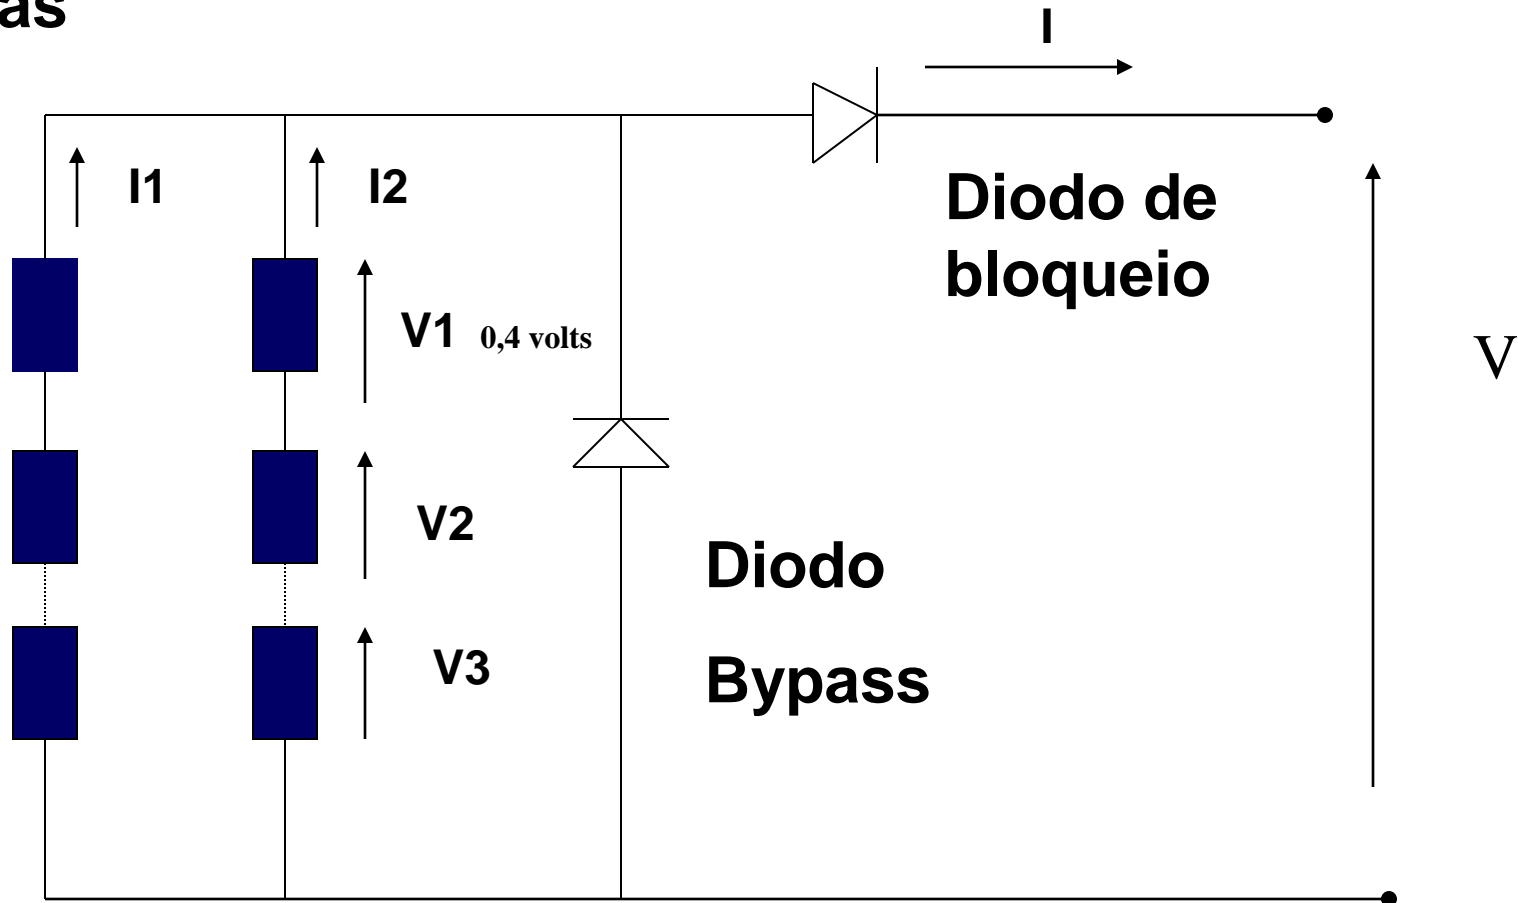 as
I
I1
I2
Diodo de
bloqueio
V1 0,4 volts
V
V2
Diodo
V3
Bypass